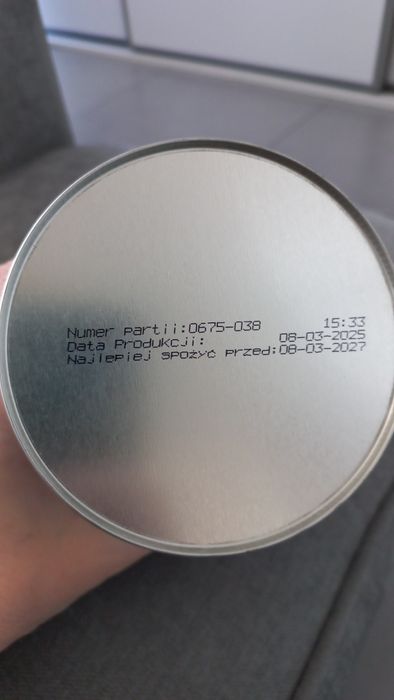 Numer partii:0675-038 15:33
Data Produkcji: 08-03-2025
Najlepiej spożyć przed:08-03-2027